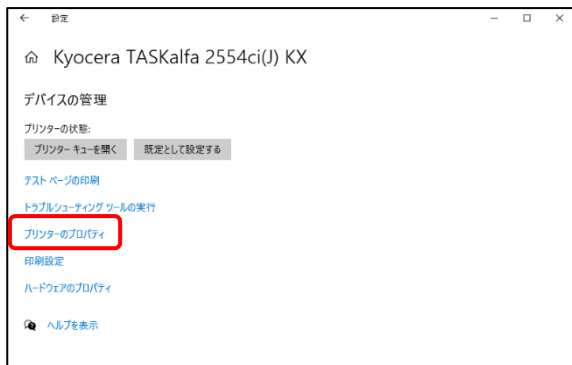 設定
Kyocera TASKalfa 2554ci(J) KX
デバイスの管理
プリンターの状態:
プリンター キューを開く 既定として設定する
テスト ページの印刷
トラブルシューティング ツールの実行
プリンターのプロパティ
印刷設定
ハードウェアのプロパティ
ヘルプを表示